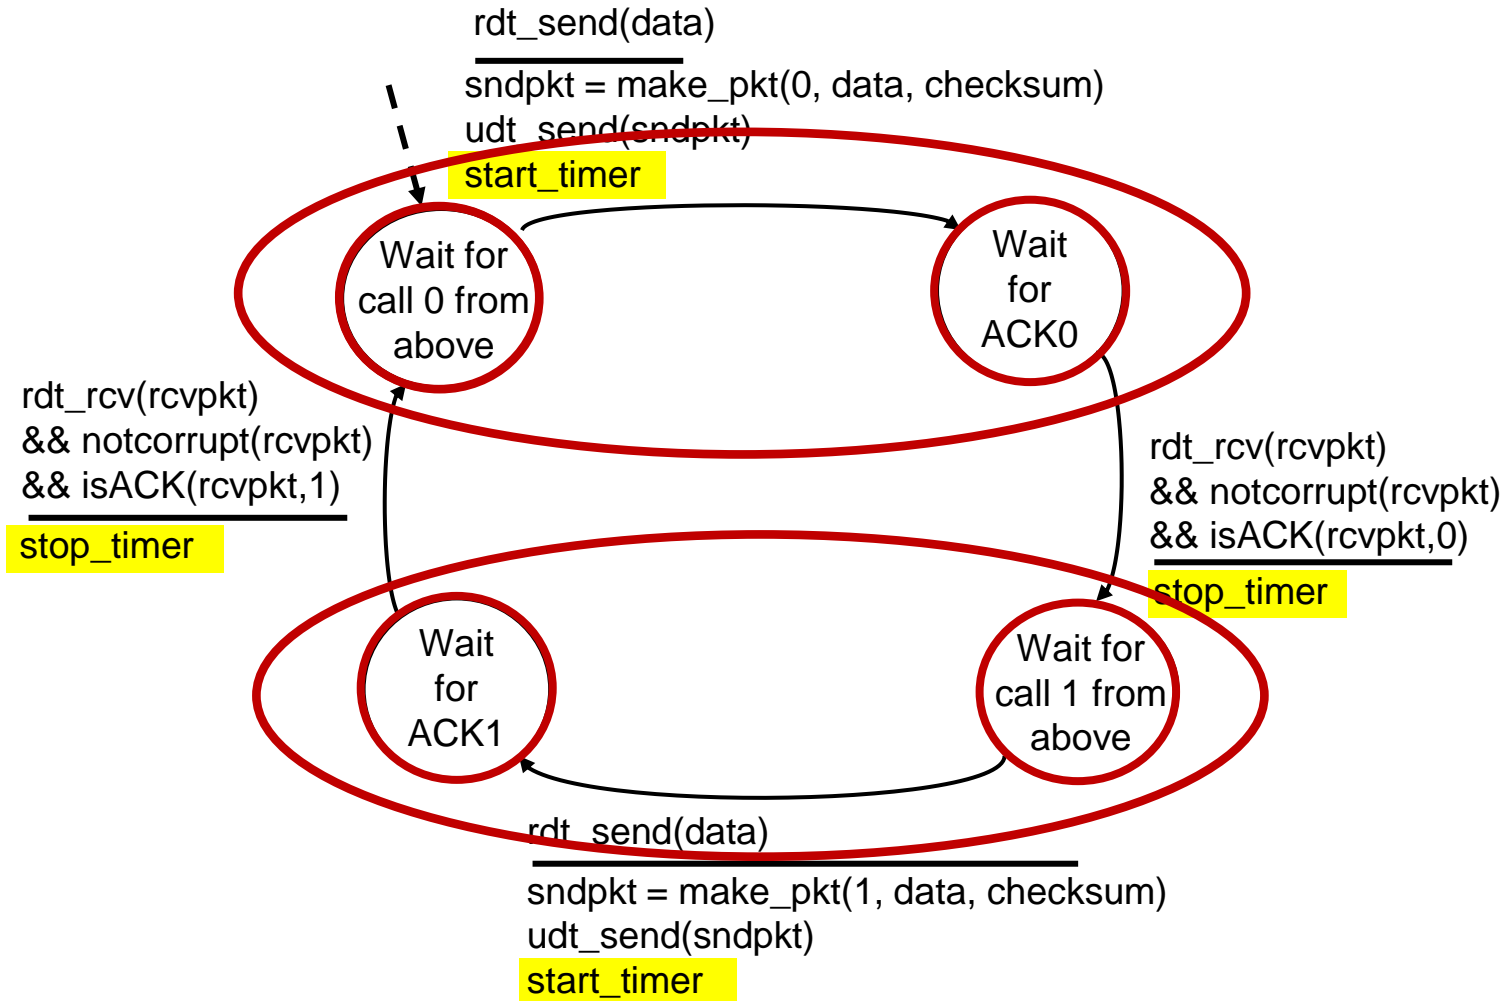 rdt_send(data)
sndpkt = make_pkt(0, data, checksum)
udt_send(sndpkt)
start_timer
Wait for
call 0 from
above
Wait
for
ACK0
rdt_rcv(rcvpkt)
&& notcorrupt(rcvpkt)
&& isACK(rcvpkt,1)
stop_timer
rdt_rcv(rcvpkt)
&& notcorrupt(rcvpkt)
&& isACK(rcvpkt,0)
stop_timer
Wait
for
ACK1
Wait for
call 1 from
above
rdt_send(data)
sndpkt = make_pkt(1, data, checksum)
udt_send(sndpkt)
start_timer